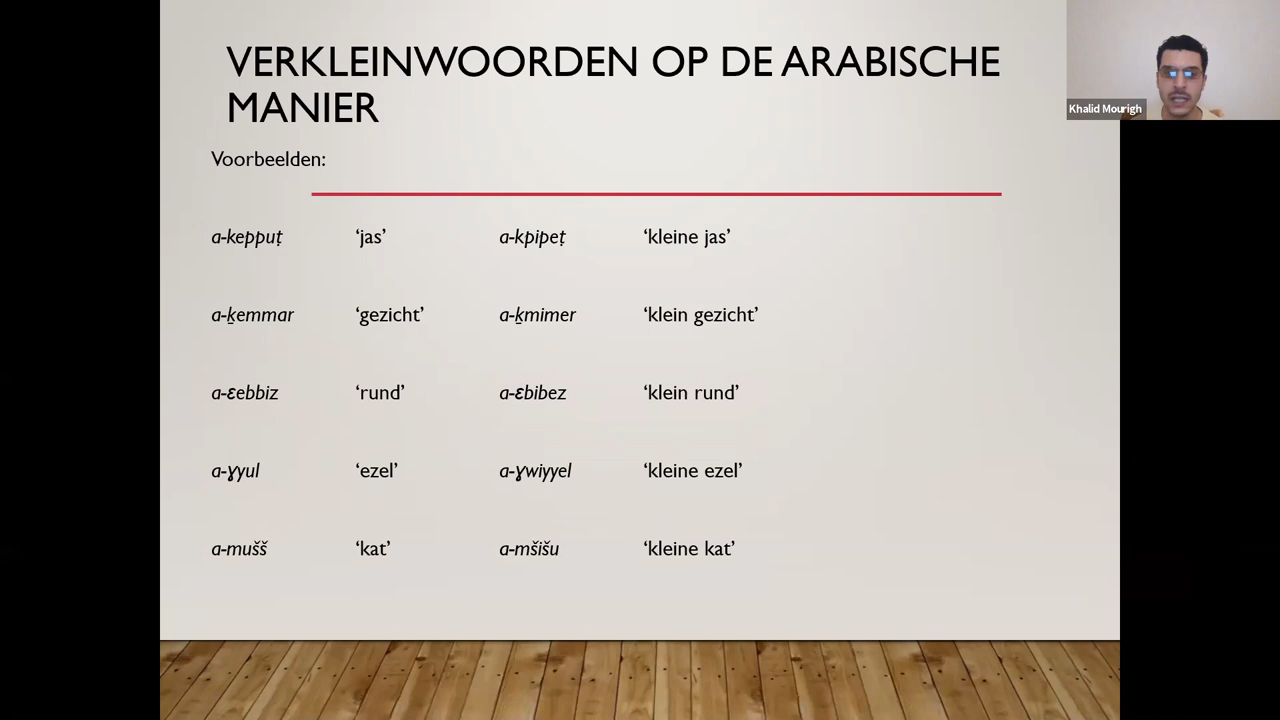 VERKLEINWOORDEN OP DE ARABISCHE
MANIER
Khalid Mourigh
Voorbeelden:
a-kepputַ ‘jas’ a-kpipeṭ ‘kleine jas’
a-ḵemmar ‘gezicht’ a-ḵmimer ‘klein gezicht’
a-ɛebbiz ‘rund’ a-ɛbibez ‘klein rund’
a-ɣyul ‘ezel’ a-ɣwiyyel ‘kleine ezel’
a-mušš ‘kat’ a-mšišu ‘kleine kat’